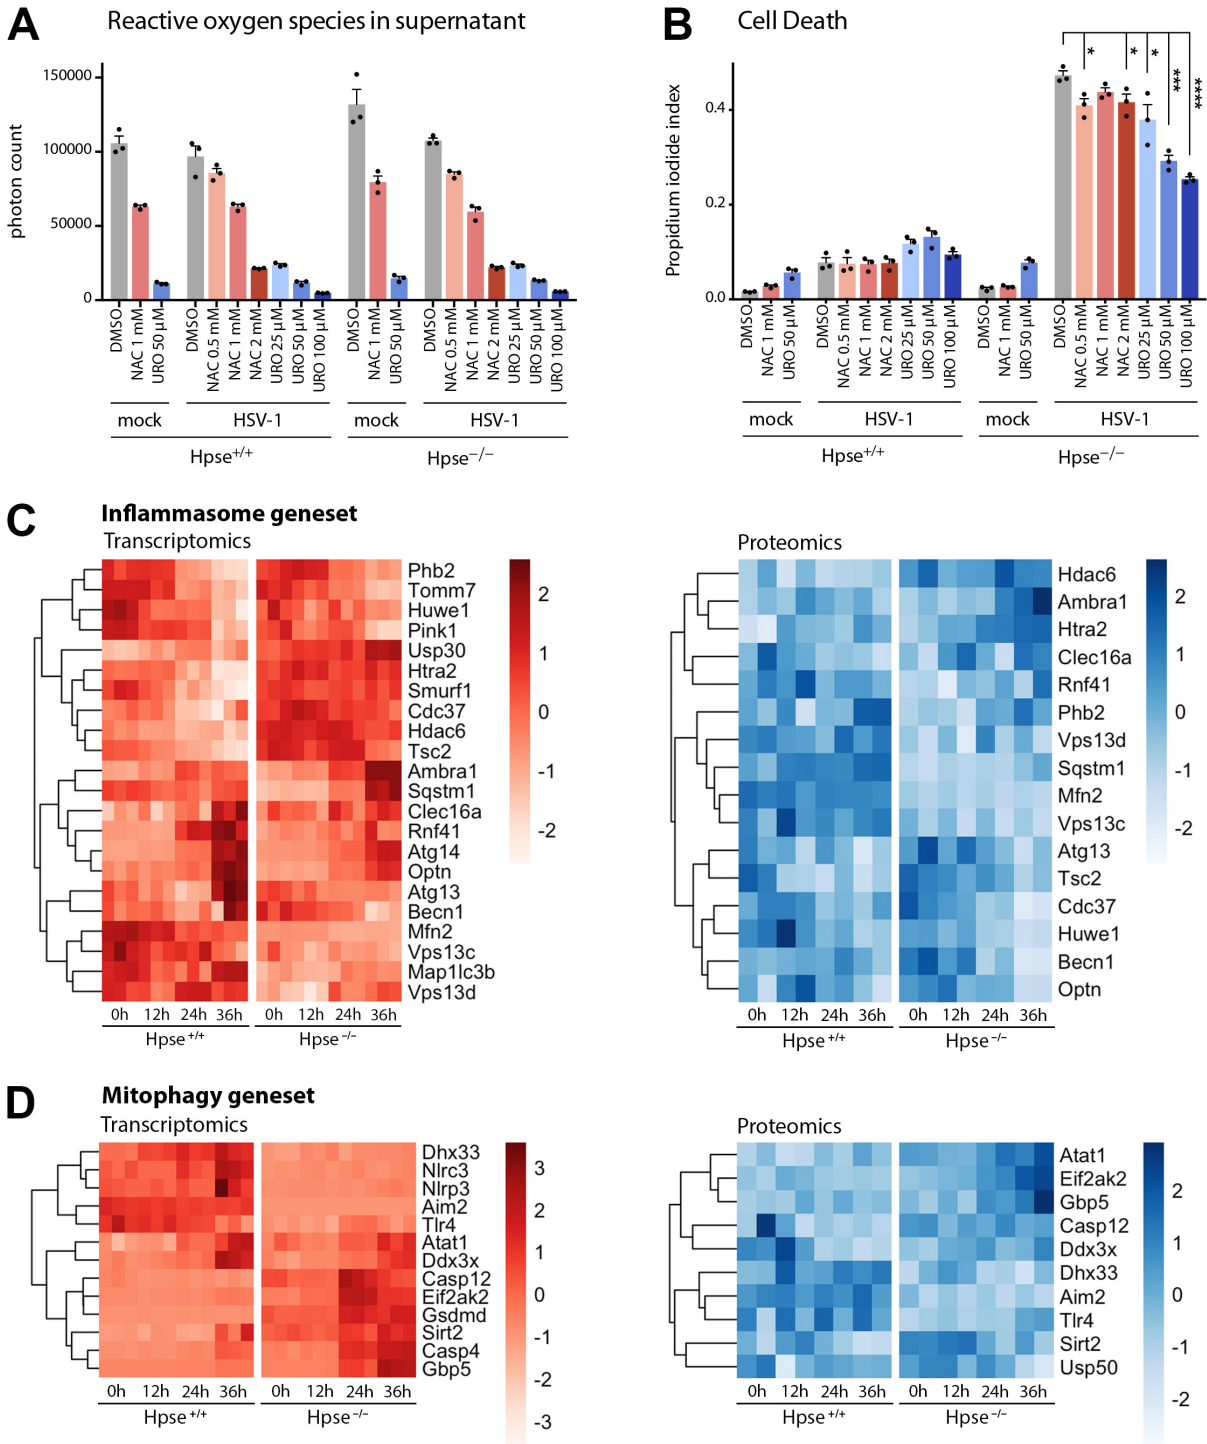 A
Reactive oxygen species in supernatant
photon count
150000
100000
50000
0
DMSO
NAC 1 mM
URO 50 µM
DMSO
NAC 0.5 mM
NAC 1 mM
NAC 2 mM
URO 25 µM
URO 50 µM
URO 100 µM
DMSO
NAC 1 mM
URO 50 µM
DMSO
NAC 0.5 mM
NAC 1 mM
NAC 2 mM
URO 25 µM
URO 50 µM
URO 100 µM
mock HSV-1 mock HSV-1
Hpse+/+ Hpse−/−
B
Cell Death
Propidium iodide index
0.4
0.2
0.0
* * * *** ****
DMSO
NAC 1 mM
URO 50 µM
DMSO
NAC 0.5 mM
NAC 1 mM
NAC 2 mM
URO 25 µM
URO 50 µM
URO 100 µM
DMSO
NAC 1 mM
URO 50 µM
DMSO
NAC 0.5 mM
NAC 1 mM
NAC 2 mM
URO 25 µM
URO 50 µM
URO 100 µM
mock HSV-1 mock HSV-1
Hpse+/+ Hpse−/−
C
Inflammasome geneset
Transcriptomics
Phb2
Tomm7
Huwe1
Pink1
Usp30
Htra2
Smurf1
Cdc37
Hdac6
Tsc2
Ambra1
Sqstm1
Clec16a
Rnf41
Atg14
Optn
Atg13
Becn1
Mfn2
Vps13c
Map1lc3b
Vps13d
2
1
0
-1
-2
0h 12h 24h 36h 0h 12h 24h 36h
Hpse+/+ Hpse−/−
Proteomics
Hdac6
Ambra1
Htra2
Clec16a
Rnf41
Phb2
Vps13d
Sqstm1
Mfn2
Vps13c
Atg13
Tsc2
Cdc37
Huwe1
Becn1
Optn
2
1
0
-1
-2
0h 12h 24h 36h 0h 12h 24h 36h
Hpse+/+ Hpse−/−
D
Mitophagy geneset
Transcriptomics
Dhx33
Nlrc3
Nlrp3
Aim2
Tlr4
Atat1
Ddx3x
Casp12
Eif2ak2
Gsdmd
Sirt2
Casp4
Gbp5
3
2
1
0
-1
-2
-3
0h 12h 24h 36h 0h 12h 24h 36h
Hpse+/+ Hpse−/−
Proteomics
Atat1
Eif2ak2
Gbp5
Casp12
Ddx3x
Dhx33
Aim2
Tlr4
Sirt2
Usp50
2
1
0
-1
-2
0h 12h 24h 36h 0h 12h 24h 36h
Hpse+/+ Hpse−/−